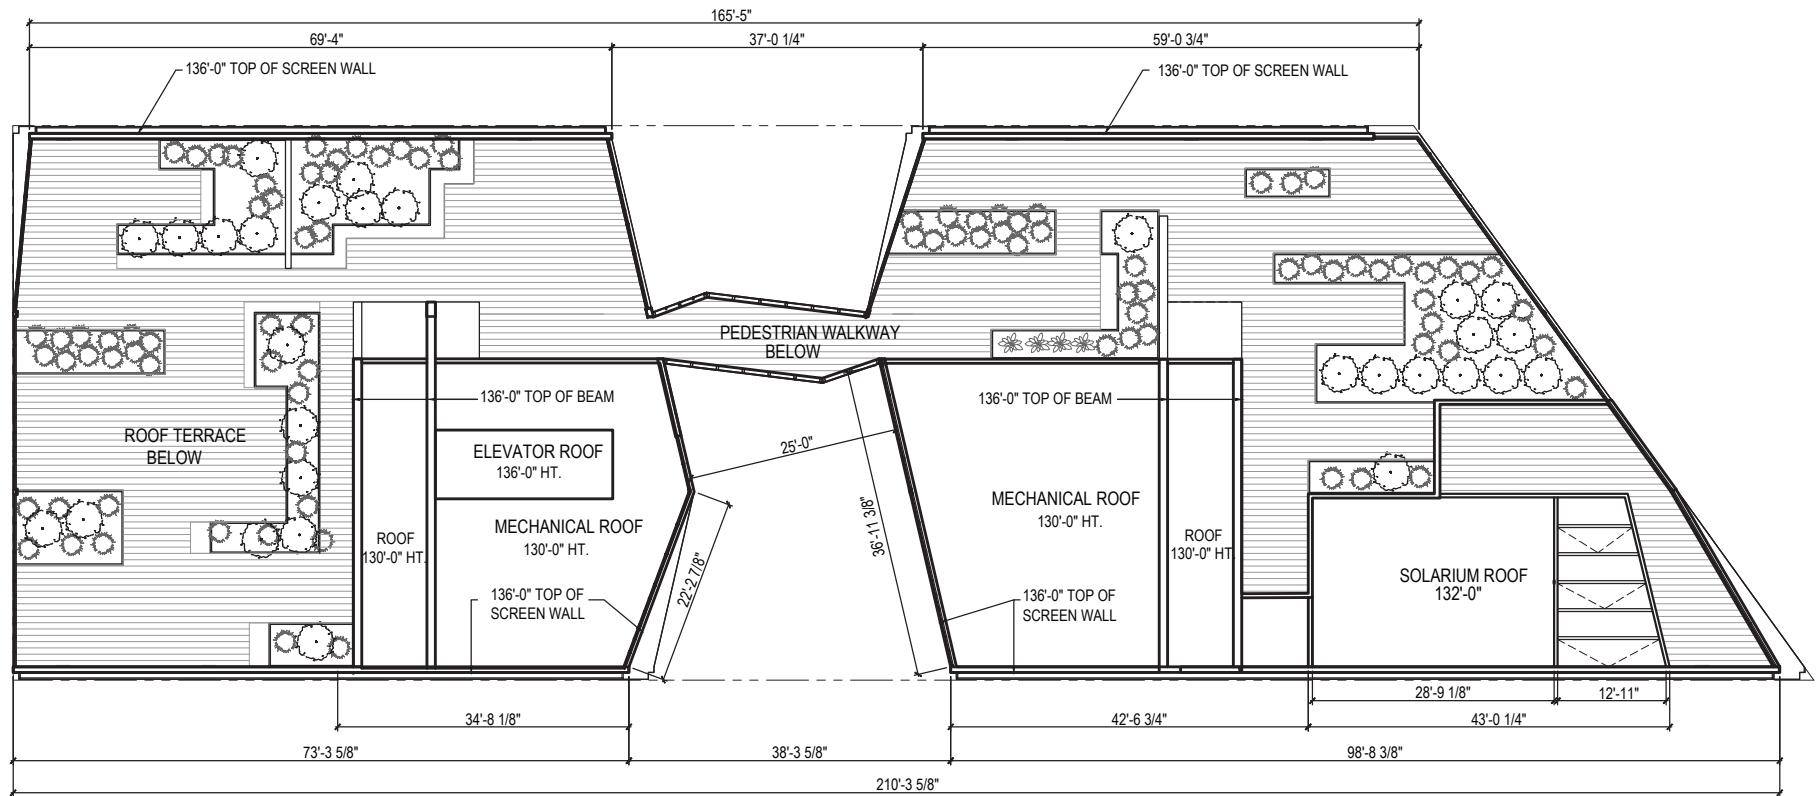 165'-5"
69'-4"
37'-0 1/4"
59'-0 3/4"
136'-0" TOP OF SCREEN WALL
136'-0" TOP OF SCREEN WALL
PEDESTRIAN WALKWAY
BELOW
136'-0" TOP OF BEAM
136'-0" TOP OF BEAM
ROOF TERRACE
BELOW
ELEVATOR ROOF
136'-0" HT.
25'-0"
MECHANICAL ROOF
130'-0" HT.
MECHANICAL ROOF
130'-0" HT.
36'-11 3/8"
ROOF
130'-0" HT.
ROOF
130'-0" HT.
22'-2 7/8"
SOLARIUM ROOF
132'-0"
136'-0" TOP OF
SCREEN WALL
136'-0" TOP OF
SCREEN WALL
28'-9 1/8"
12'-11"
34'-8 1/8"
42'-6 3/4"
43'-0 1/4"
73'-3 5/8"
38'-3 5/8"
98'-8 3/8"
210'-3 5/8"